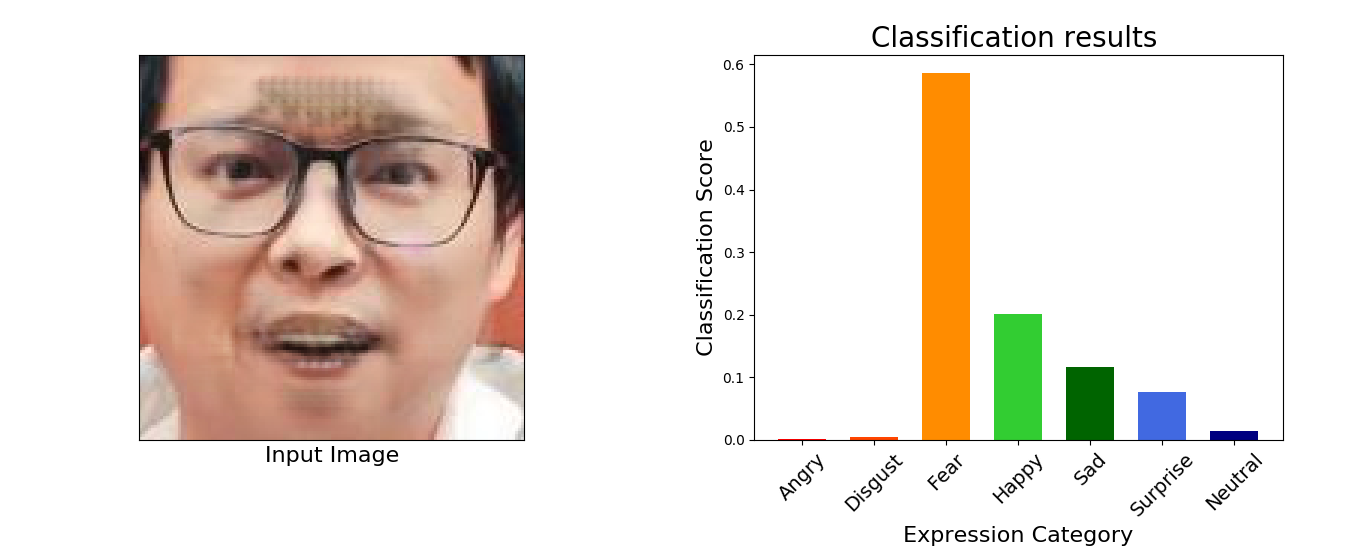 Classification results
Classification Score
0.6
0.5
0.4
0.3
0.2
0.1
0.0
Angry
Disgust
Fear
Happy
Sad
Surprise
Neutral
Expression Category
Input Image